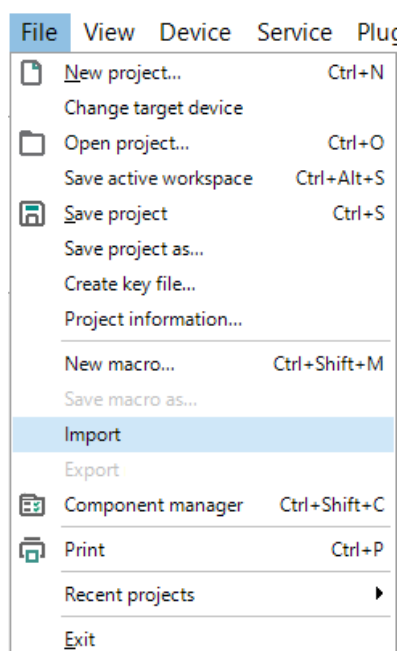 File View Device Service
New project... Ctrl+N
Change target device
Open project... Ctrl+O
Save active workspace Ctrl+Alt+S
Save project Ctrl+S
Save project as...
Create key file...
Project information...
New macro... Ctrl+Shift+M
Save macro as...
Import
Export
Component manager Ctrl+Shift+C
Print Ctrl+P
Recent projects
Exit